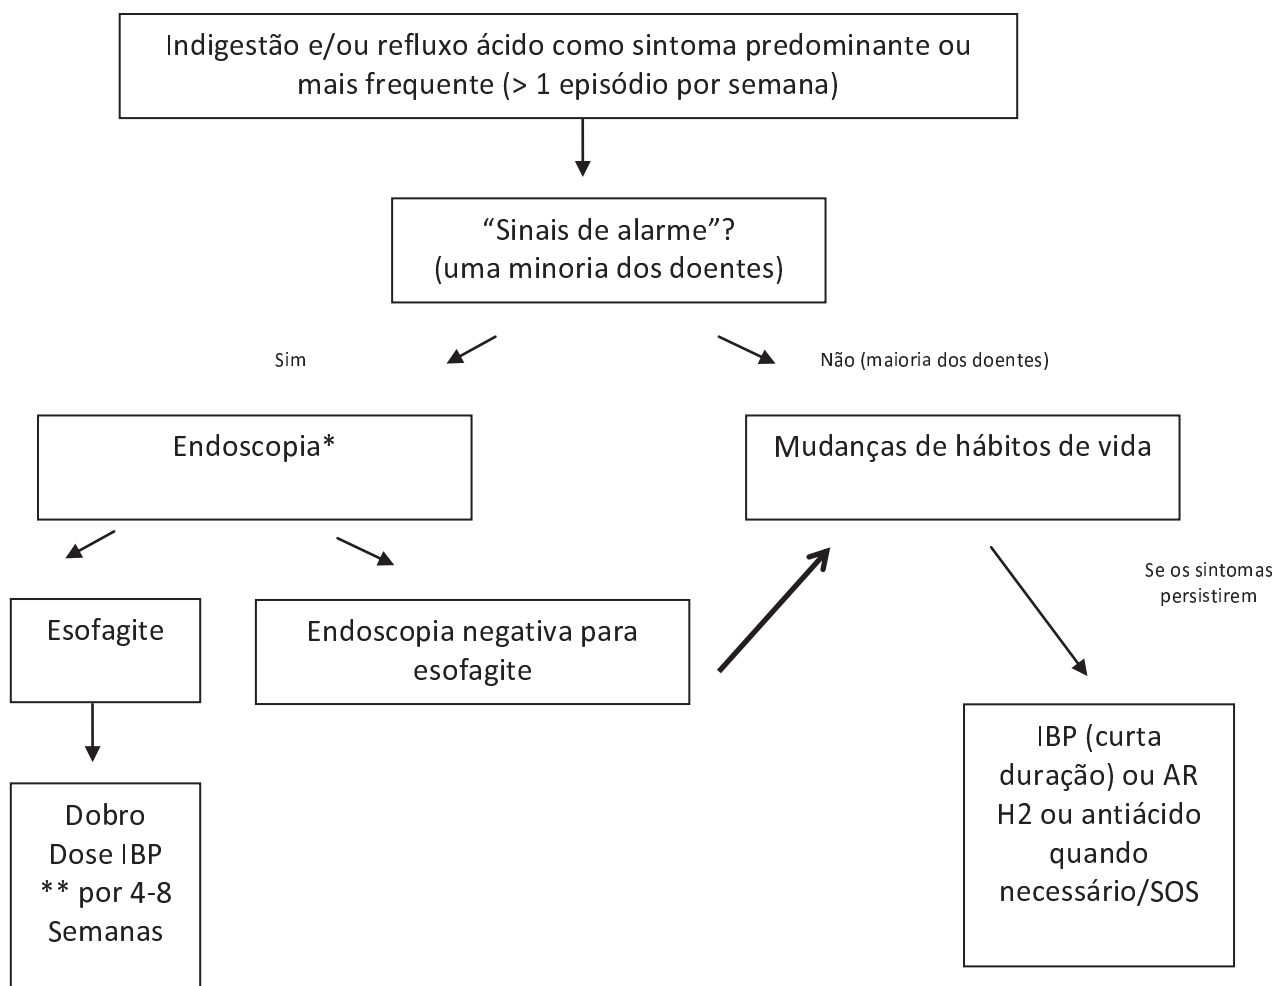 Indigestão e/ou refluxo ácido como sintoma predominante ou
mais frequente (> 1 episódio por semana)
“Sinais de alarme”?
(uma minoria dos doentes)
Sim
Não (maioria dos doentes)
Endoscopia*
Mudanças de hábitos de vida
Se os sintomas
persistirem
Esofagite
Endoscopia negativa para
esofagite
IBP (curta
duração) ou AR
H2 ou antiácido
quando
necessário/SOS
Dobro
Dose IBP
** por 4-8
Semanas